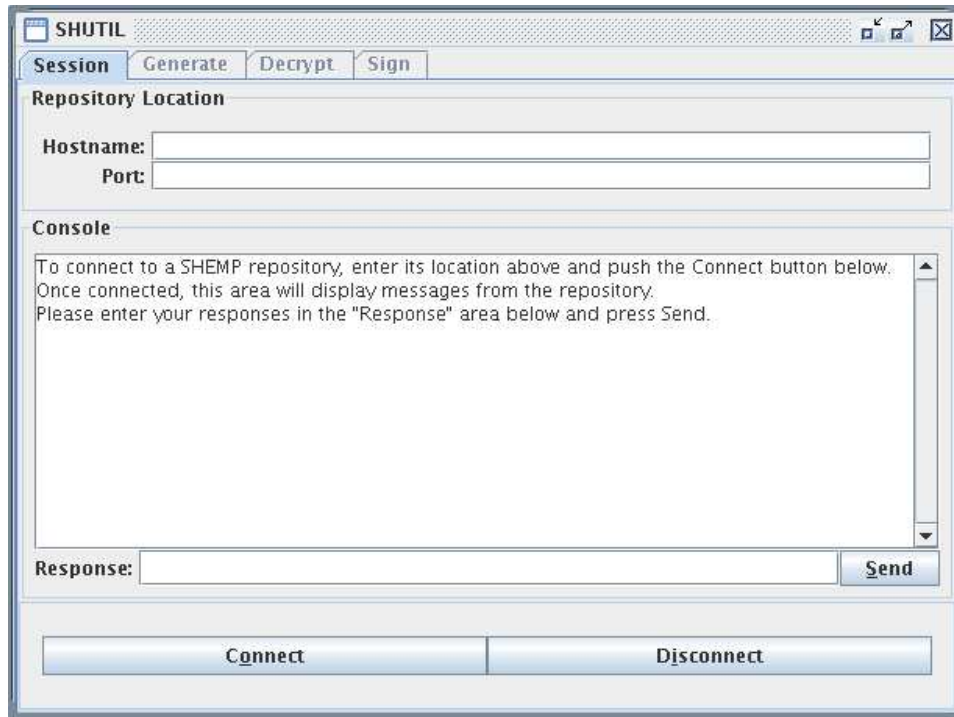 SHUTIL
Session Generate Decrypt Sign
Repository Location
Hostname:
Port:
Console
To connect to a SHEMP repository, enter its location above and push the Connect button below.
Once connected, this area will display messages from the repository.
Please enter your responses in the "Response" area below and press Send.
Response: Send
Connect Disconnect